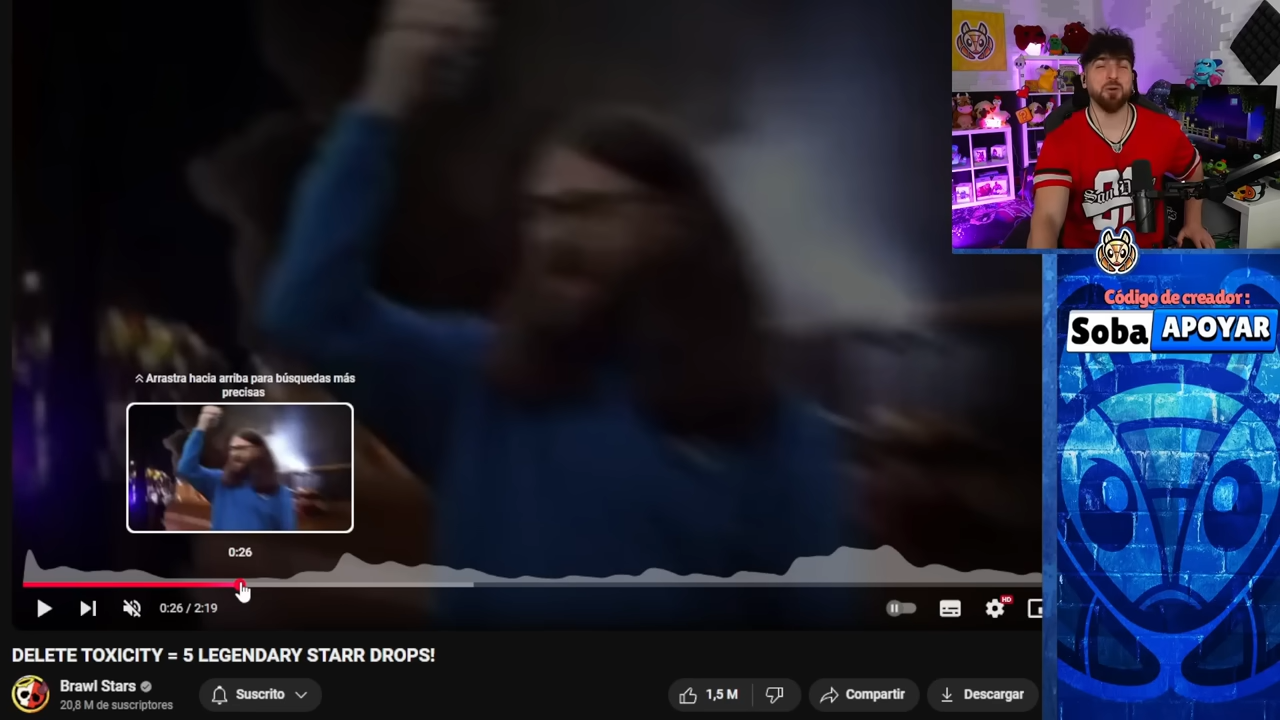 Código de creador :
Soba APOYAR
Arrastra hacia arriba para búsquedas más
precisas
0:26
0:26 / 2:19
HD
DELETE TOXICITY = 5 LEGENDARY STARR DROPS!
Brawl Stars
20,8 M de suscriptores
Suscrito
1,5 M
Compartir
Descargar